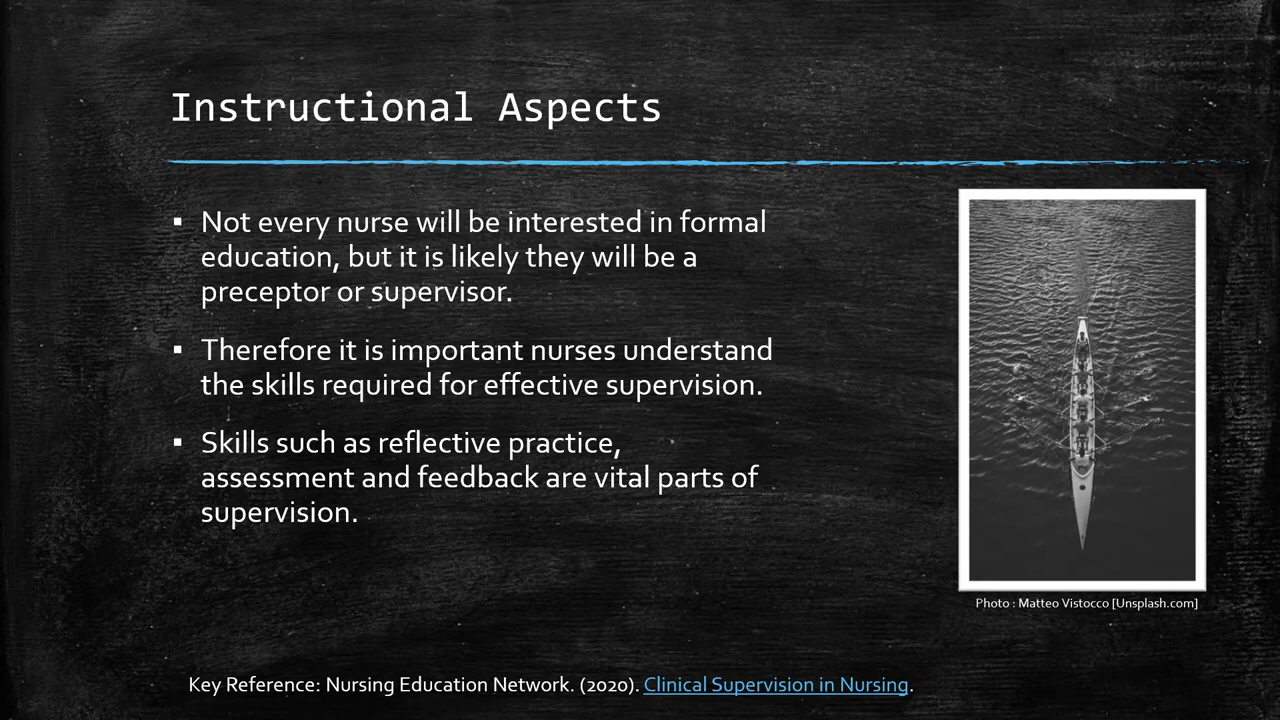 Instructional Aspects
▪ Not every nurse will be interested in formal
education, but it is likely they will be a
preceptor or supervisor.
▪ Therefore it is important nurses understand
the skills required for effective supervision.
▪ Skills such as reflective practice,
assessment and feedback are vital parts of
supervision.
Photo : Matteo Vistocco [Unsplash.com]
Key Reference: Nursing Education Network. (2020). Clinical Supervision in Nursing.